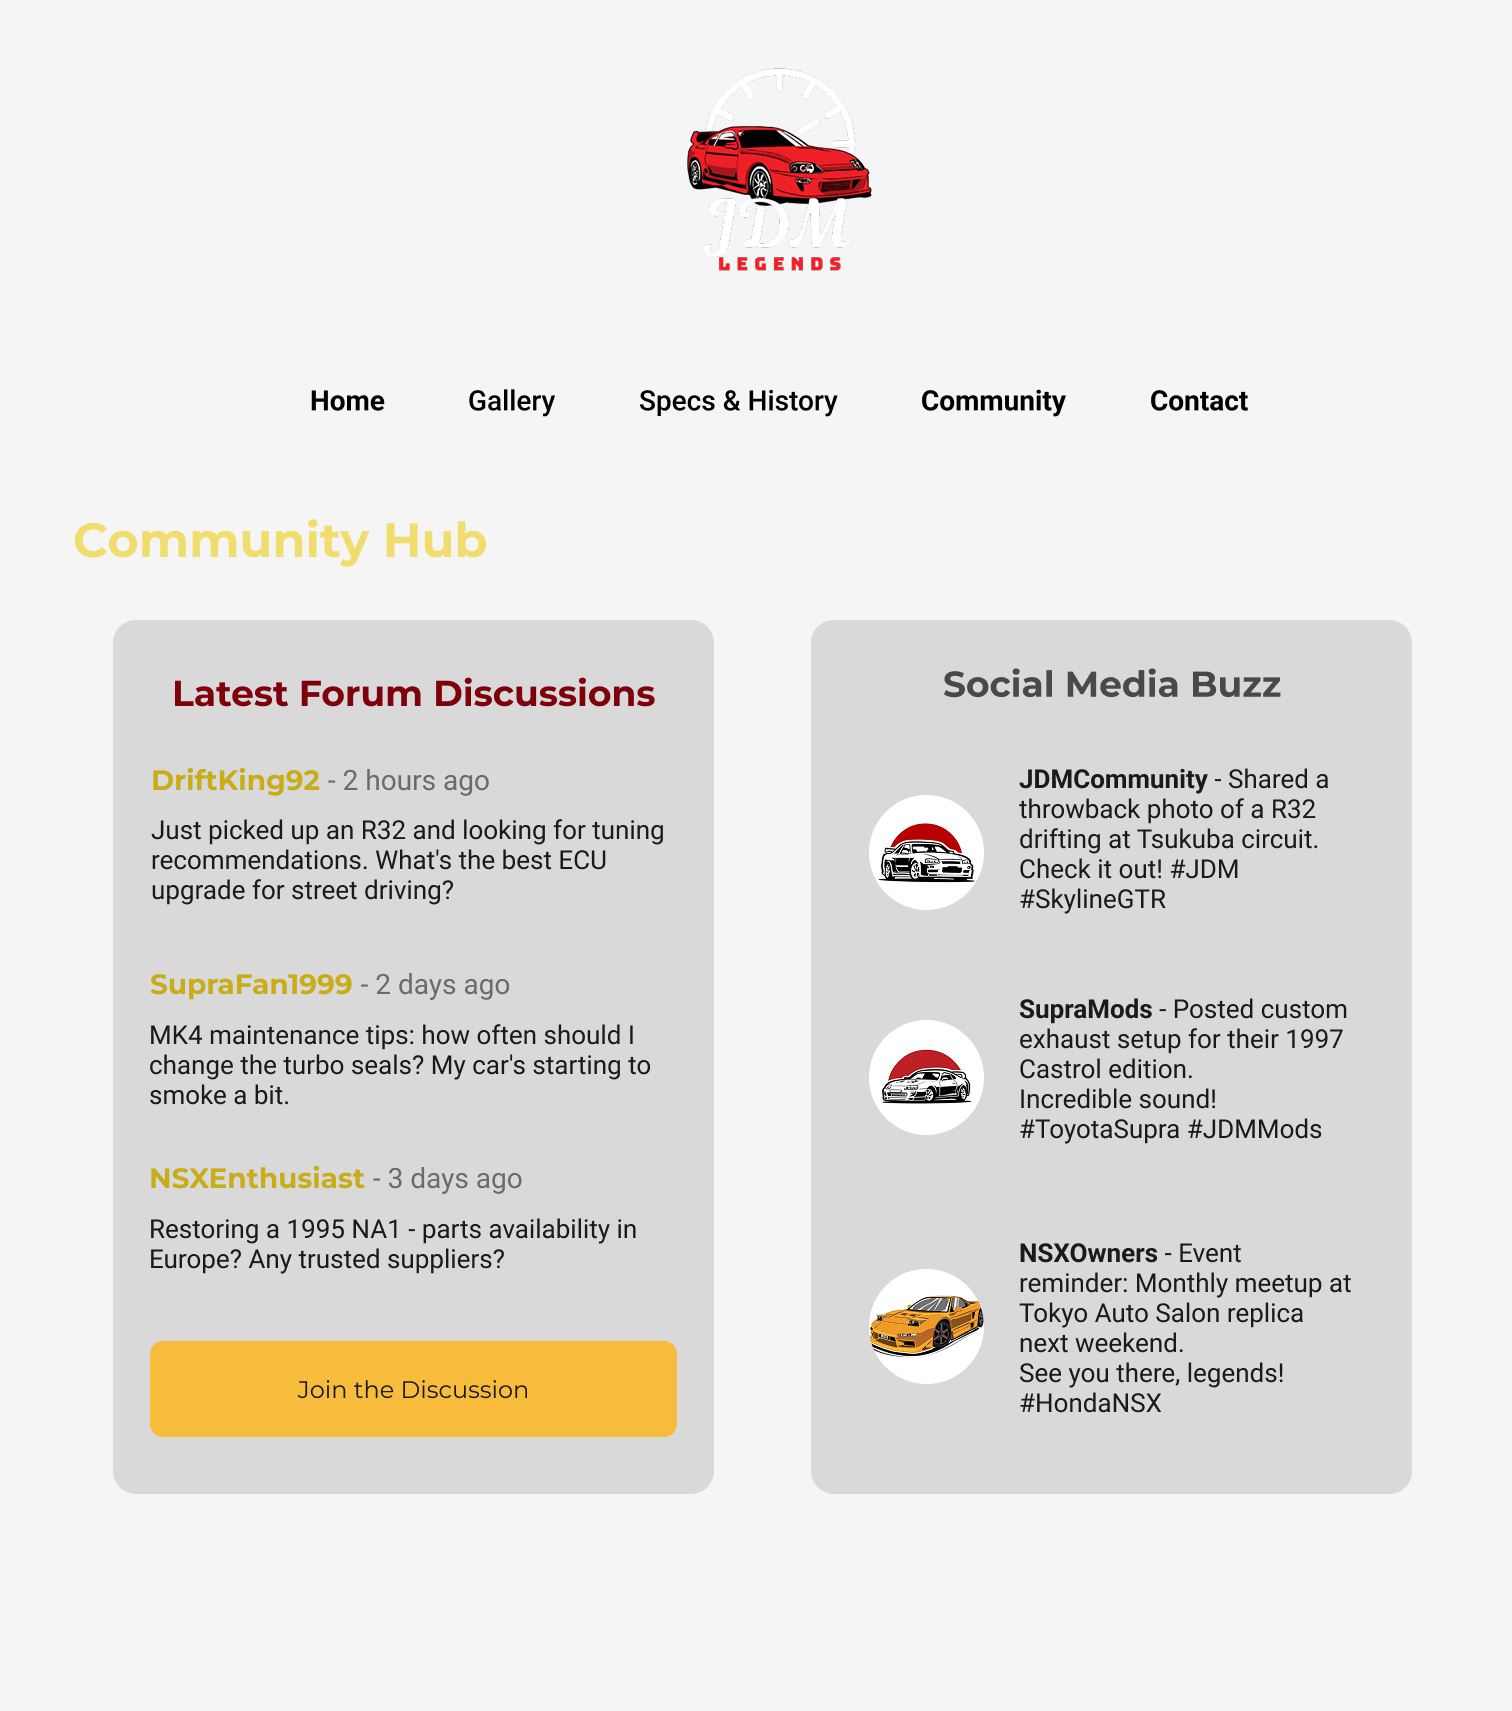 JDM
LEGENDS
Home Gallery Specs & History Community Contact
Community Hub
Latest Forum Discussions
DriftKing92 - 2 hours ago
Just picked up an R32 and looking for tuning
recommendations. What's the best ECU
upgrade for street driving?
SupraFan1999 - 2 days ago
MK4 maintenance tips: how often should I
change the turbo seals? My car's starting to
smoke a bit.
NSXEnthusiast - 3 days ago
Restoring a 1995 NA1 - parts availability in
Europe? Any trusted suppliers?
Join the Discussion
Social Media Buzz
JDMCommunity - Shared a
throwback photo of a R32
drifting at Tsukuba circuit.
Check it out! #JDM
#SkylineGTR
SupraMods - Posted custom
exhaust setup for their 1997
Castrol edition.
Incredible sound!
#ToyotaSupra #JDMMods
NSXOwners - Event
reminder: Monthly meetup at
Tokyo Auto Salon replica
next weekend.
See you there, legends!
#HondaNSX